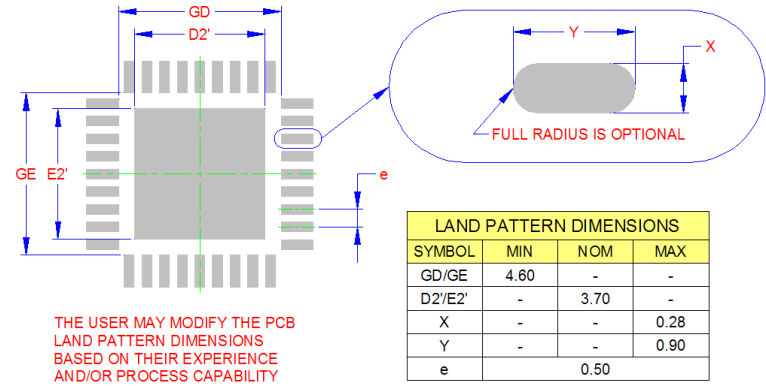 GD
D2'
GE
E2'
e
Y
X
FULL RADIUS IS OPTIONAL
THE USER MAY MODIFY THE PCB
LAND PATTERN DIMENSIONS
BASED ON THEIR EXPERIENCE
AND/OR PROCESS CAPABILITY
LAND PATTERN DIMENSIONS
SYMBOL MIN NOM MAX
GD/GE 4.60 - -
D2'/E2' - 3.70 -
X - - 0.28
Y - - 0.90
e 0.50